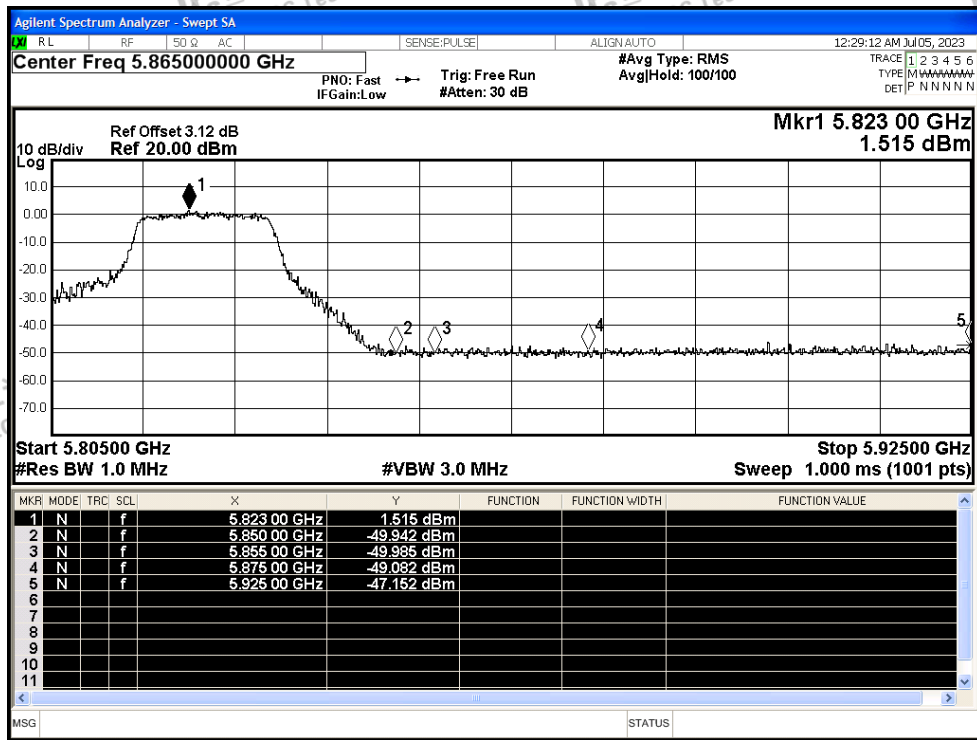 Agilent Spectrum Analyzer - Swept SA
LXI RL RF 50 Ω AC SENSE:PULSE ALIGN AUTO 12:29:12 AM Jul 05, 2023
Center Freq 5.865000000 GHz
PNO: Fast
IFGain:Low
Trig: Free Run
#Atten: 30 dB
#Avg Type: RMS
Avg|Hold: 100/100
TRACE 1 2 3 4 5 6
TYPE M
DET P N N N N N
Mkr1 5.823 00 GHz
1.515 dBm
Ref Offset 3.12 dB
10 dB/div Ref 20.00 dBm
Log
10.0
0.00
-10.0
-20.0
-30.0
-40.0
-50.0
-60.0
-70.0
1
2 3 4 5
Start 5.80500 GHz Stop 5.92500 GHz
#Res BW 1.0 MHz #VBW 3.0 MHz Sweep 1.000 ms (1001 pts)
MKR MODE TRC SCL X Y FUNCTION FUNCTION WIDTH FUNCTION VALUE
1 N f 5.823 00 GHz 1.515 dBm
2 N f 5.850 00 GHz -49.942 dBm
3 N f 5.855 00 GHz -49.985 dBm
4 N f 5.875 00 GHz -49.082 dBm
5 N f 5.925 00 GHz -47.152 dBm
6
7
8
9
10
11
MSG STATUS